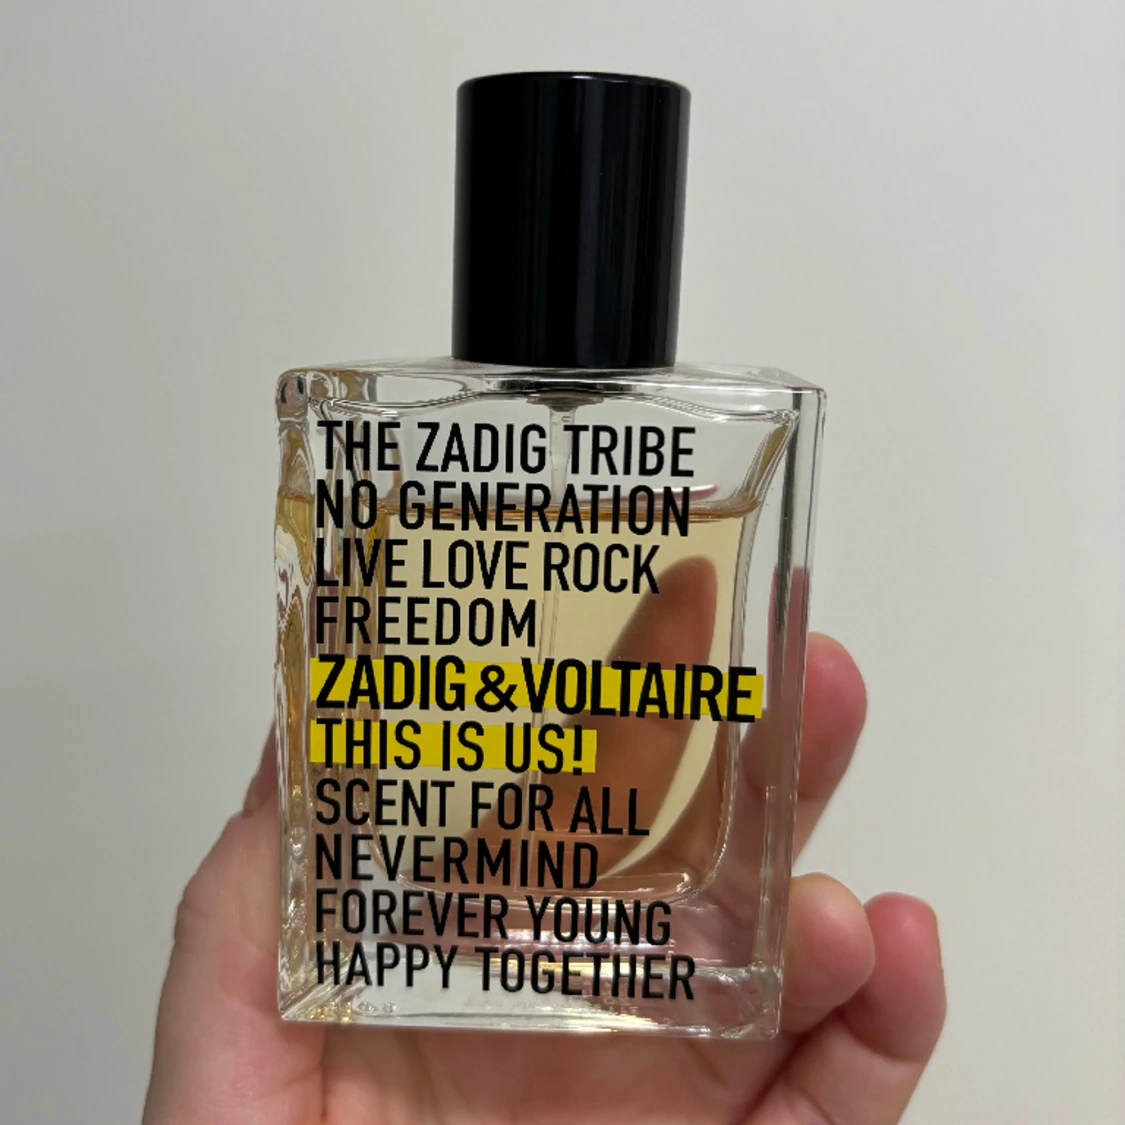 THE ZADIG TRIBE
NO GENERATION
LIVE LOVE ROCK
FREEDOM
ZADIG&VOLTAIRE
THIS IS US!
SCENT FOR ALL
NEVERMIND
FOREVER YOUNG
HAPPY TOGETHER